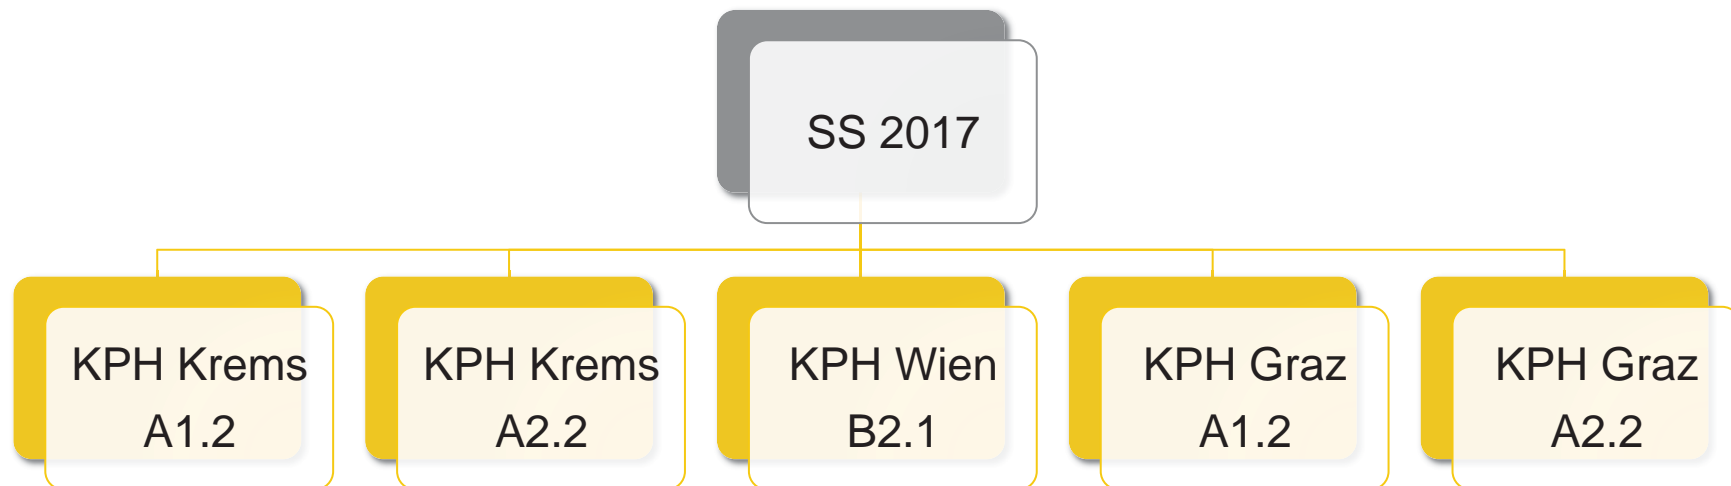 SS 2017
KPH Krems
A1.2
KPH Krems
A2.2
KPH Wien
B2.1
KPH Graz
A1.2
KPH Graz
A2.2